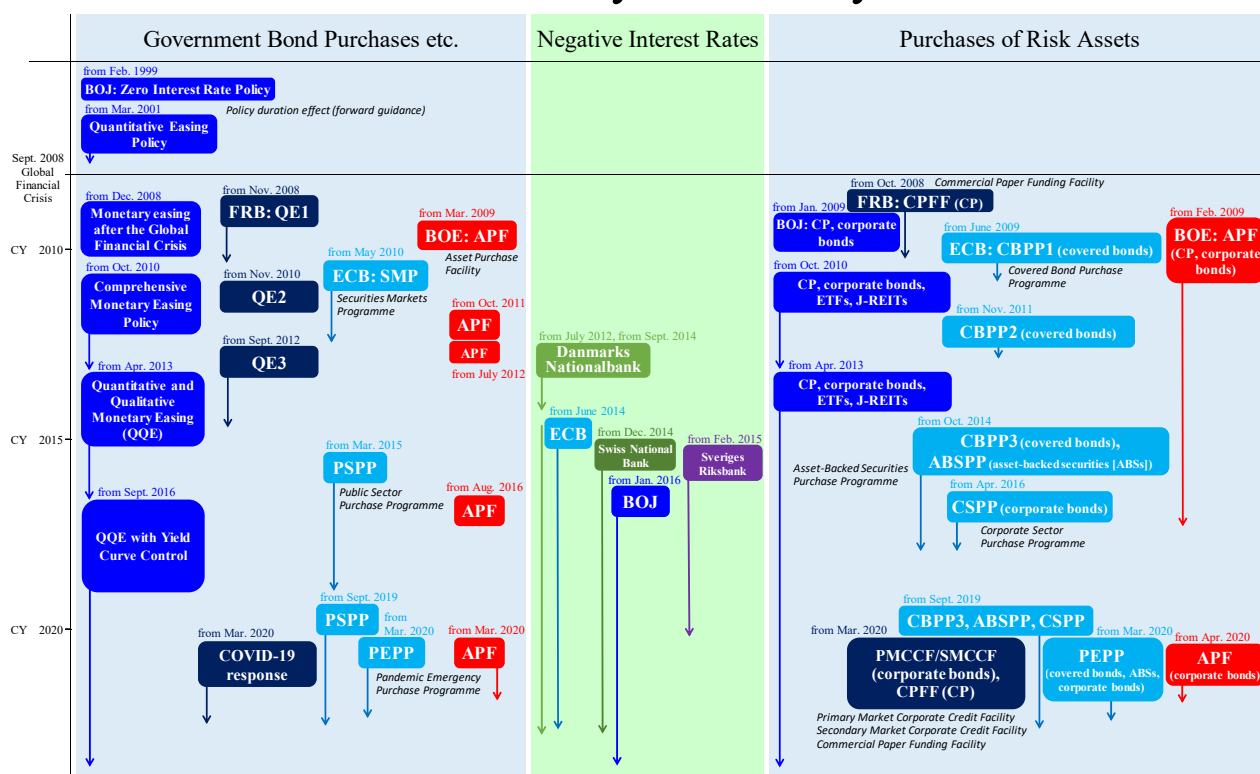 Government Bond Purchases etc.
Negative Interest Rates
Purchases of Risk Assets
from Feb. 1999
BOJ: Zero Interest Rate Policy
from Mar. 2001
Policy duration effect (forward guidance)
Quantitative Easing
Policy
Sept. 2008
Global
Financial
Crisis
CY 2010
CY 2015
CY 2020
from Dec. 2008
Monetary easing
after the Global
Financial Crisis
from Oct. 2010
Comprehensive
Monetary Easing
Policy
from Apr. 2013
Quantitative and
Qualitative
Monetary Easing
(QQE)
from Sept. 2016
QQE with Yield
Curve Control
from Nov. 2008
FRB: QE1
from Nov. 2010
QE2
from Sept. 2012
QE3
from Mar. 2020
COVID-19
response
from May 2010
ECB: SMP
Securities Markets
Programme
from Mar. 2015
PSPP
Public Sector
Purchase Programme
from Sept. 2019
PSPP
from
Mar. 2020
PEPP
Pandemic Emergency
Purchase Programme
from Mar. 2009
BOE: APF
Asset Purchase
Facility
from Oct. 2011
APF
APF
from July 2012
from Aug. 2016
APF
from Mar. 2020
APF
from July 2012, from Sept. 2014
Danmarks
Nationalbank
from June 2014
ECB
from Dec. 2014
Swiss National
Bank
from Jan. 2016
BOJ
from Feb. 2015
Sveriges
Riksbank
from Oct. 2008
Commercial Paper Funding Facility
FRB: CPFF (CP)
from Jan. 2009
BOJ: CP, corporate
bonds
from Oct. 2010
CP, corporate bonds,
ETFs, J-REITs
from Apr. 2013
CP, corporate bonds,
ETFs, J-REITs
from June 2009
ECB: CBPP1 (covered bonds)
Covered Bond Purchase
Programme
from Nov. 2011
CBPP2 (covered bonds)
from Oct. 2014
CBPP3 (covered bonds),
ABSPP (asset-backed securities [ABSs])
Asset-Backed Securities
Purchase Programme
from Apr. 2016
CSPP (corporate bonds)
Corporate Sector
Purchase Programme
from Sept. 2019
CBPP3, ABSPP, CSPP
from Mar. 2020
PMCCF/SMCCF
(corporate bonds),
CPFF (CP)
Primary Market Corporate Credit Facility
Secondary Market Corporate Credit Facility
Commercial Paper Funding Facility
from Mar. 2020
PEPP
(covered bonds, ABSs,
corporate bonds)
from Feb. 2009
BOE: APF
(CP, corporate
bonds)
from Apr. 2020
APF
(corporate bonds)